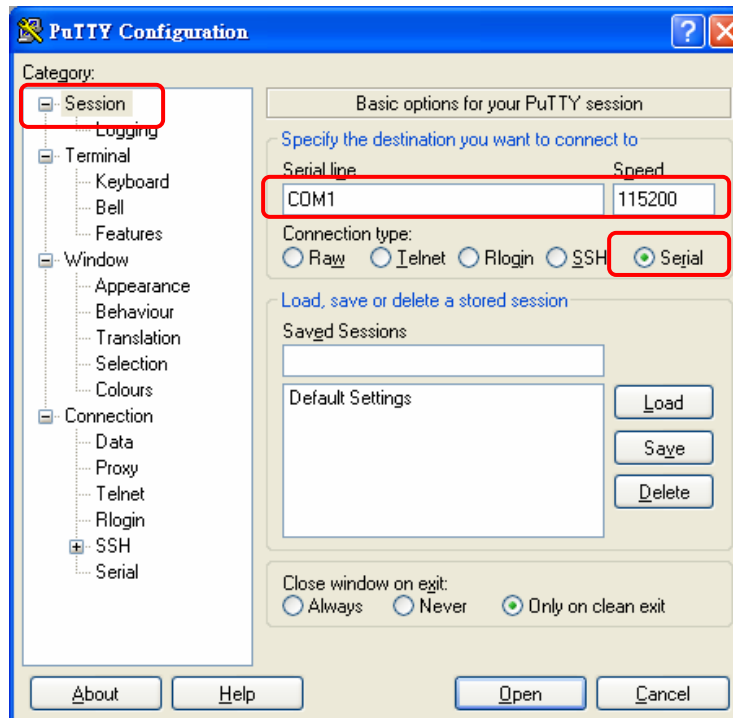 PuTTY Configuration
Category:
Session
Logging
Terminal
Keyboard
Bell
Features
Window
Appearance
Behaviour
Translation
Selection
Colours
Connection
Data
Proxy
Telnet
Rlogin
SSH
Serial
Basic options for your PuTTY session
Specify the destination you want to connect to
Serial line Speed
COM1 115200
Connection type:
Raw Telnet Rlogin SSH Serial
Load, save or delete a stored session
Saved Sessions
Default Settings
Load
Save
Delete
Close window on exit:
Always Never Only on clean exit
About Help Open Cancel